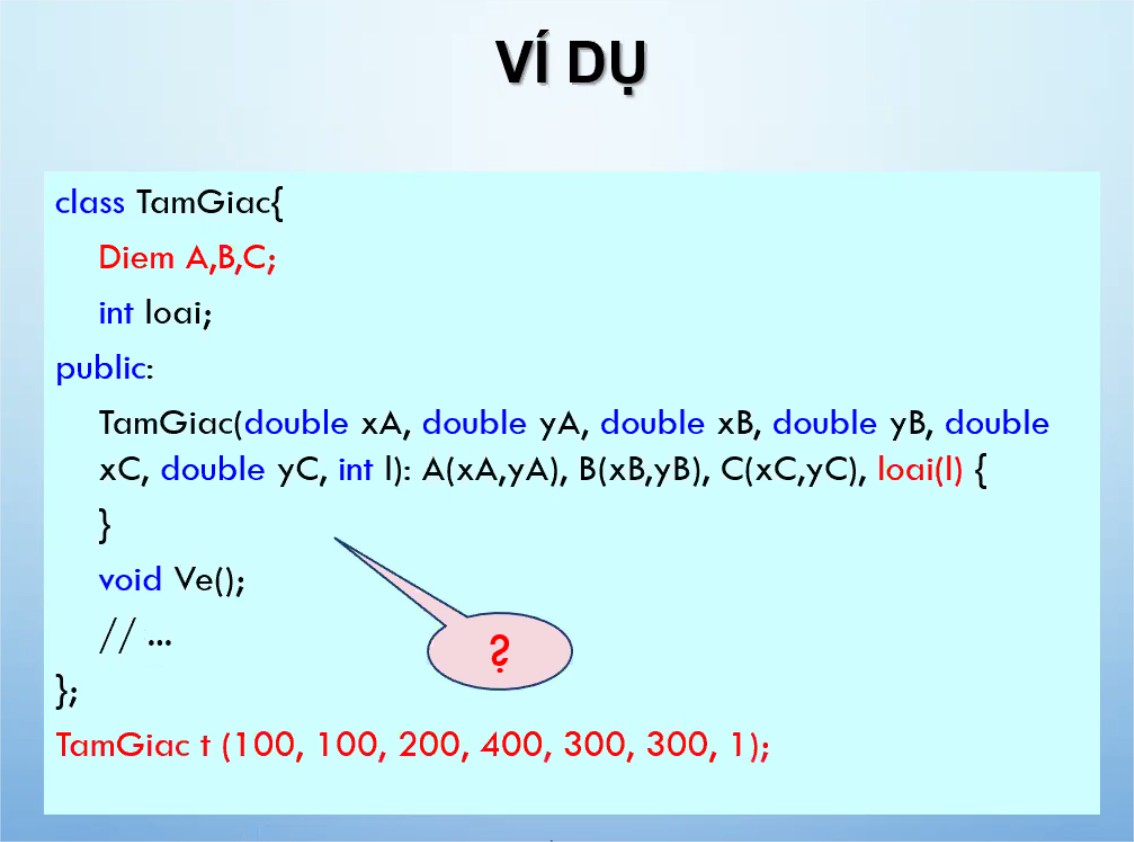 VÍ DỤ
class TamGiac{
Diem A,B,C;
int loai;
public:
TamGiac(double xA, double yA, double xB, double yB, double
xC, double yC, int l): A(xA,yA), B(xB,yB), C(xC,yC), loai(l) {
}
void Ve();
// ...
?
};
TamGiac t (100, 100, 200, 400, 300, 300, 1);